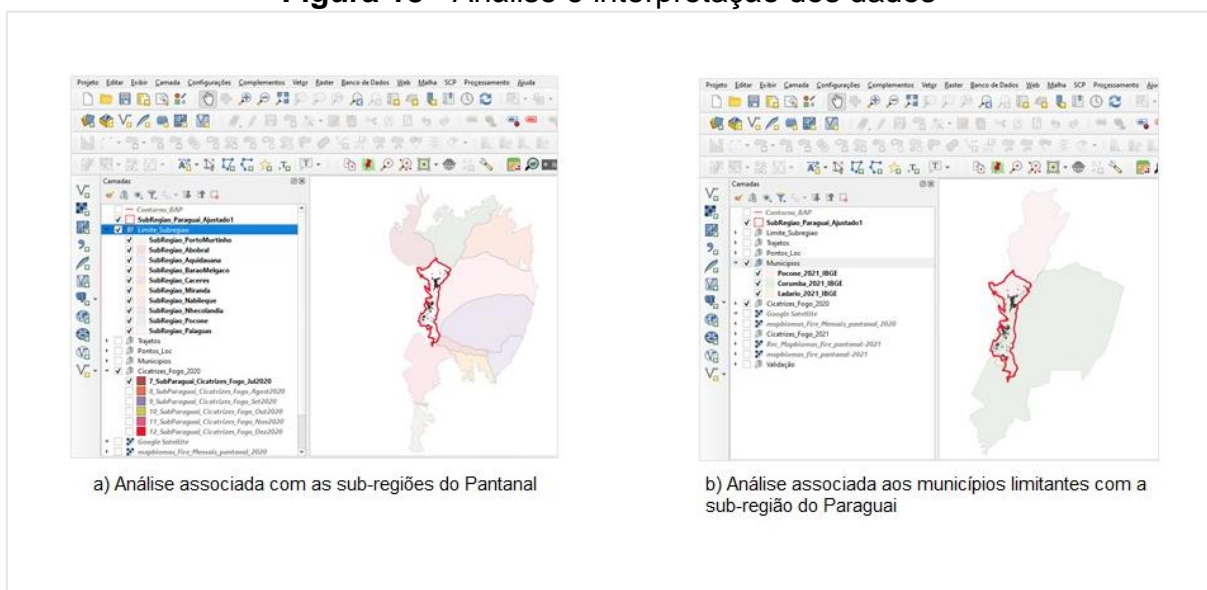 Figura 18 - Análise e interpretação dos dados
Projeto Editar Exibir Camada Configurações Complementos Vetor Raster Banco de Dados Web Malha SCP Processamento Ajuda
Camadas
Contorno_BAP
SubRegiao_Paraguai_Ajustado1
Limite_Subregiao
SubRegiao_PortoMurtinho
SubRegiao_Abobral
SubRegiao_Aquidauana
SubRegiao_BaraoMelgaco
SubRegiao_Caceres
SubRegiao_Miranda
SubRegiao_Nabileque
SubRegiao_Nhecolandia
SubRegiao_Pocone
SubRegiao_Paiaguas
Trajetos
Pontos_Loc
Municipios
Cicatrizes_Fogo_2020
7_SubParaguai_Cicatrizes_Fogo_Jul2020
8_SubParaguai_Cicatrizes_Fogo_Agost2020
9_SubParaguai_Cicatrizes_Fogo_Set2020
10_SubParaguai_Cicatrizes_Fogo_Out2020
11_SubParaguai_Cicatrizes_Fogo_Nov2020
12_SubParaguai_Cicatrizes_Fogo_Dez2020
Google Satellite
mapbiomas_Fire_Mensais_pantanal_2020
a) Análise associada com as sub-regiões do Pantanal
Projeto Editar Exibir Camada Configurações Complementos Vetor Raster Banco de Dados Web Malha SCP Processamento
Camadas
Contorno_BAP
SubRegiao_Paraguai_Ajustado1
Limite_Subregiao
Trajetos
Pontos_Loc
Municipios
Pocone_2021_IBGE
Corumba_2021_IBGE
Ladario_2021_IBGE
Cicatrizes_Fogo_2020
Google Satellite
mapbiomas_Fire_Mensais_pantanal_2020
Cicatrizes_Fogo_2021
Rec_Mapbiomas_fire_pantanal-2021
mapbiomas_fire_pantanal-2021
Validação
b) Análise associada aos municípios limitantes com a
sub-região do Paraguai